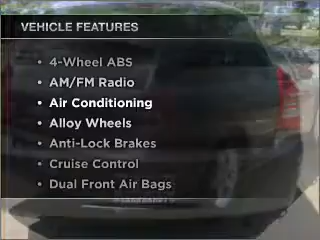 VEHICLE FEATURES
• 4-Wheel ABS
• AM/FM Radio
• Air Conditioning
• Alloy Wheels
• Anti-Lock Brakes
• Cruise Control
• Dual Front Air Bags